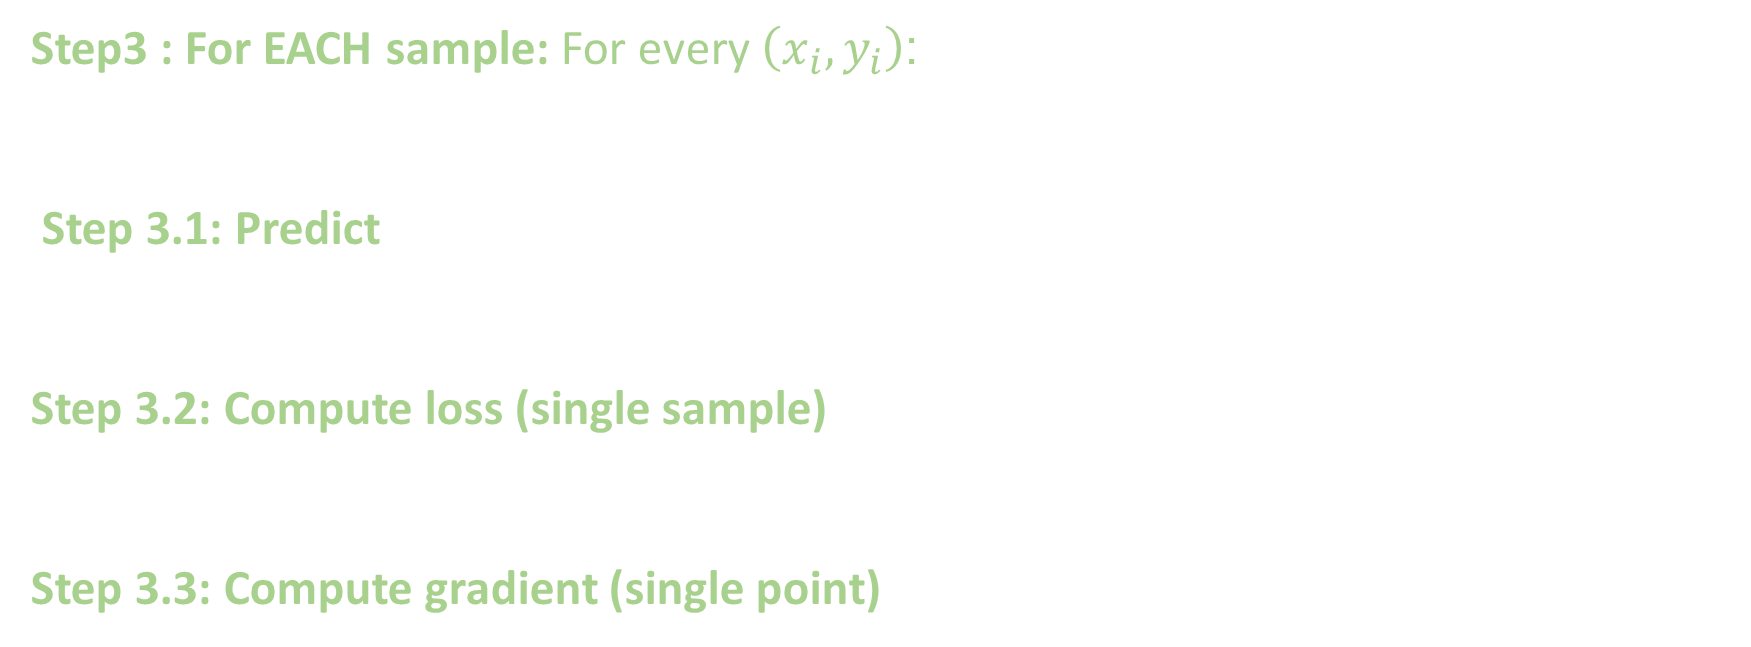 Step3 : For EACH sample: For every (xᵢ, yᵢ):
Step 3.1: Predict
Step 3.2: Compute loss (single sample)
Step 3.3: Compute gradient (single point)